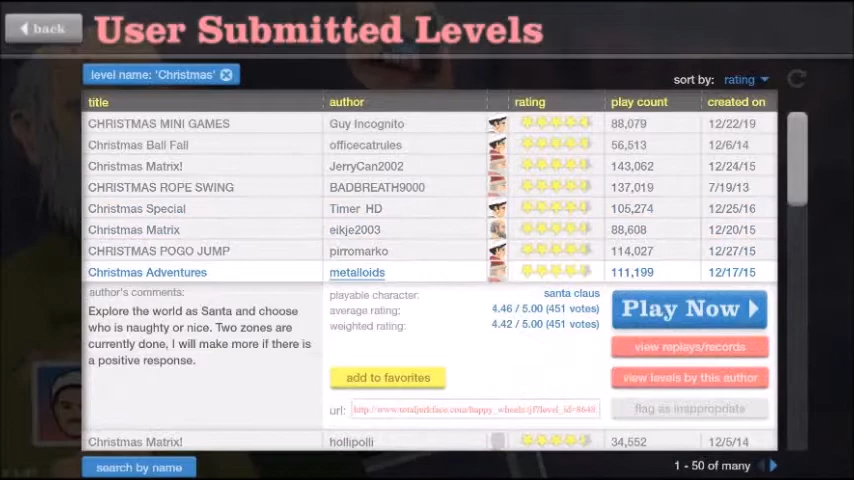 back
User Submitted Levels
level name: 'Christmas'
sort by: rating
title author rating play count created on
CHRISTMAS MINI GAMES Guy Incognito 88,079 12/22/19
Christmas Ball Fall officecatrules 56,513 12/6/14
Christmas Matrix! JerryCan2002 143,062 12/24/15
CHRISTMAS ROPE SWING BADBREATH9000 137,019 7/19/13
Christmas Special Timer HD 105,274 12/25/16
Christmas Matrix eikje2003 88,608 12/20/15
CHRISTMAS POGO JUMP pirromarko 114,027 12/27/15
Christmas Adventures metalloids 111,199 12/17/15
author's comments:
Explore the world as Santa and choose
who is naughty or nice. Two zones are
currently done, I will make more if there is
a positive response.
playable character: santa claus
average rating: 4.46 / 5.00 (451 votes)
weighted rating: 4.42 / 5.00 (451 votes)
add to favorites
url: http://www.totaljerkface.com/happy_wheels/jf?level_id=8648
Play Now
view replays/records
view levels by this author
flag as inappropriate
Christmas Matrix! hollipolli 34,552 12/5/14
search by name
1 - 50 of many